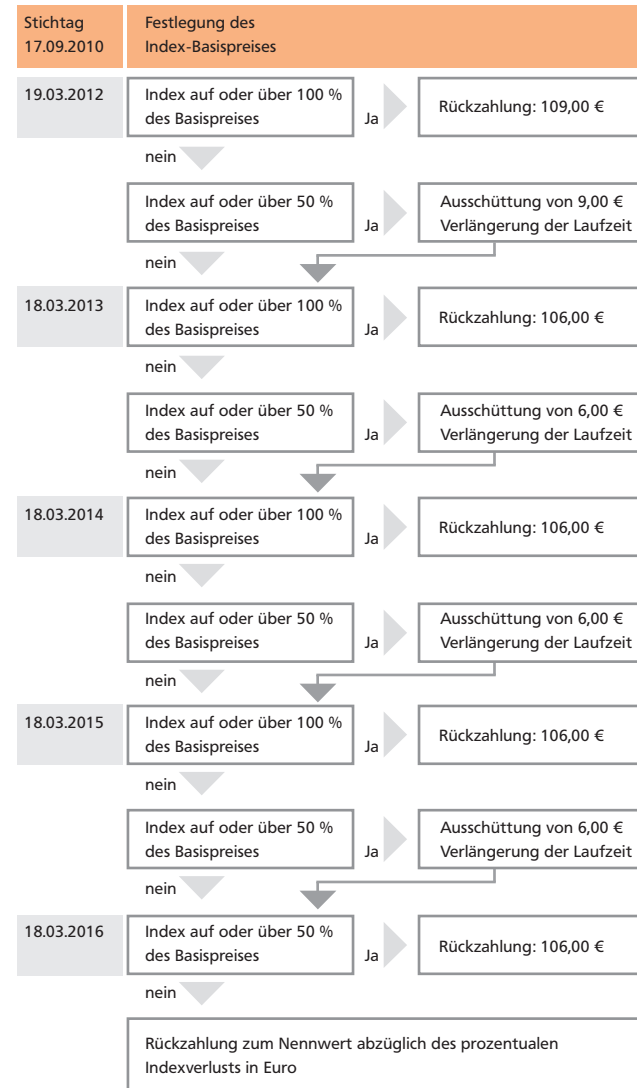 Stichtag
17.09.2010
Festlegung des
Index-Basispreises
19.03.2012
Index auf oder über 100 %
des Basispreises
Ja
Rückzahlung: 109,00 €
nein
Index auf oder über 50 %
des Basispreises
Ja
Ausschüttung von 9,00 €
Verlängerung der Laufzeit
nein
18.03.2013
Index auf oder über 100 %
des Basispreises
Ja
Rückzahlung: 106,00 €
nein
Index auf oder über 50 %
des Basispreises
Ja
Ausschüttung von 6,00 €
Verlängerung der Laufzeit
nein
18.03.2014
Index auf oder über 100 %
des Basispreises
Ja
Rückzahlung: 106,00 €
nein
Index auf oder über 50 %
des Basispreises
Ja
Ausschüttung von 6,00 €
Verlängerung der Laufzeit
nein
18.03.2015
Index auf oder über 100 %
des Basispreises
Ja
Rückzahlung: 106,00 €
nein
Index auf oder über 50 %
des Basispreises
Ja
Ausschüttung von 6,00 €
Verlängerung der Laufzeit
nein
18.03.2016
Index auf oder über 50 %
des Basispreises
Ja
Rückzahlung: 106,00 €
nein
Rückzahlung zum Nennwert abzüglich des prozentualen
Indexverlusts in Euro